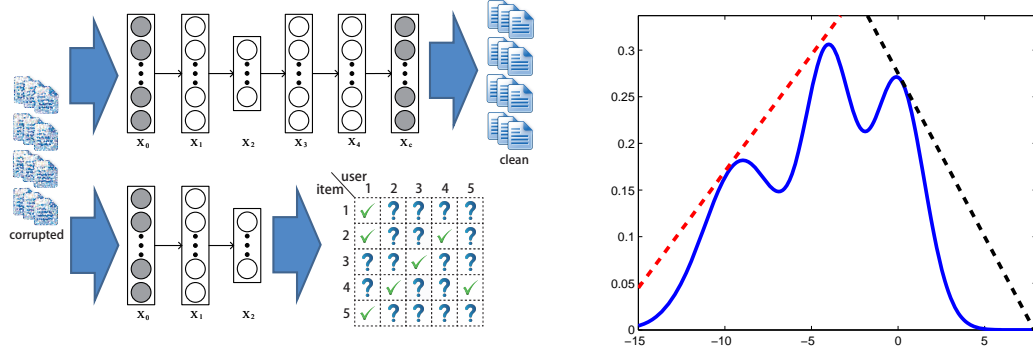 X₀ X₁ X₂ X₃ X₄ X_c
clean
corrupted
user
item 1 2 3 4 5
1 ✓ ? ? ? ?
2 ✓ ? ? ✓ ?
3 ? ? ✓ ? ?
4 ? ✓ ? ? ✓
5 ✓ ? ? ? ?
X₀ X₁ X₂
0.3
0.25
0.2
0.15
0.1
0.05
0
−15 −10 −5 0 5